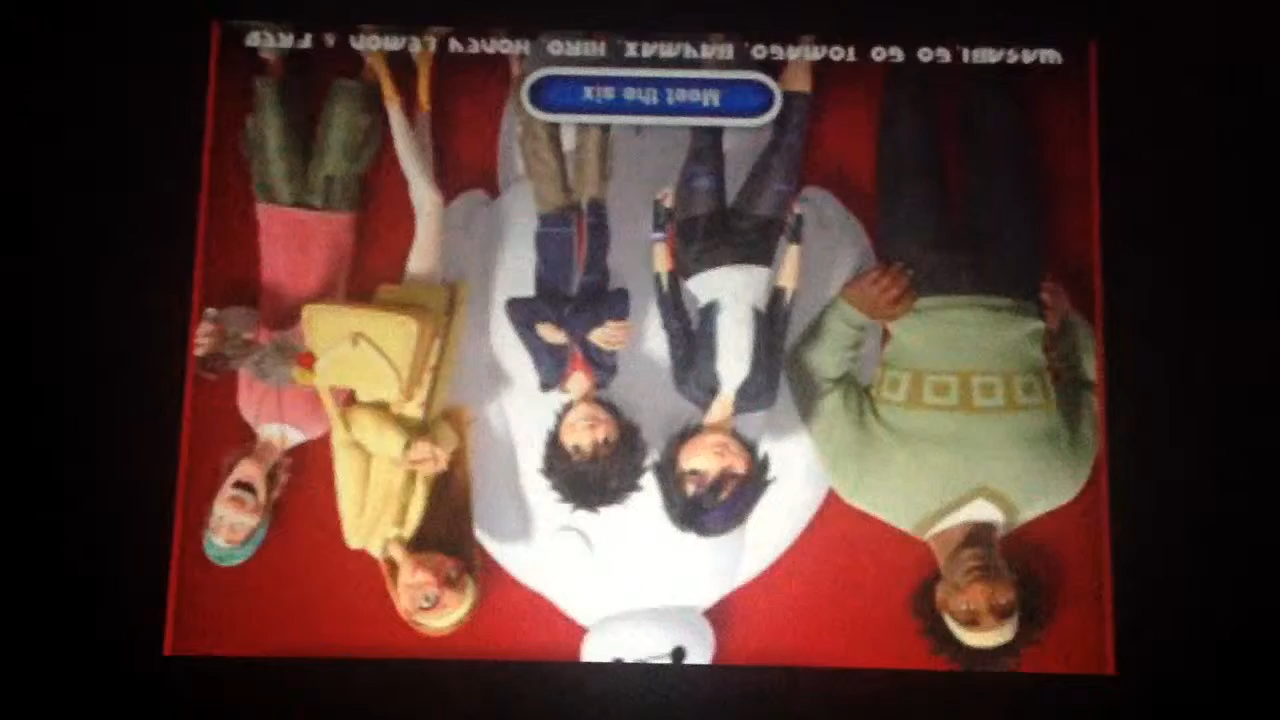 Meet the six
WASABI, GO GO TOMAGO, BAYMAX, HIRO, HONEY LEMON & FRED